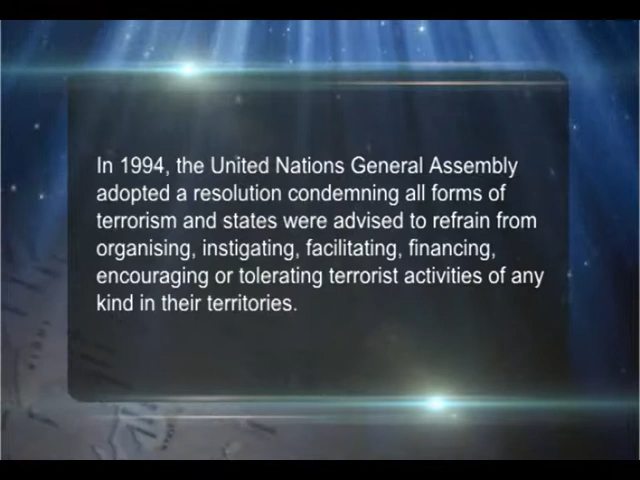 In 1994, the United Nations General Assembly
adopted a resolution condemning all forms of
terrorism and states were advised to refrain from
organising, instigating, facilitating, financing,
encouraging or tolerating terrorist activities of any
kind in their territories.